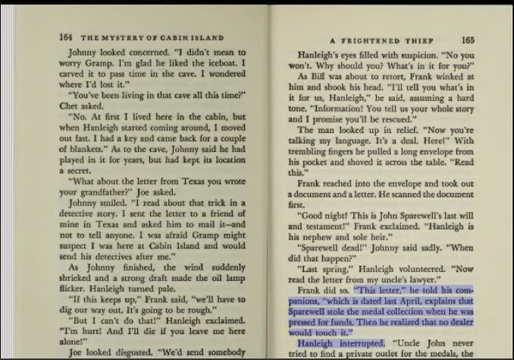 164 THE MYSTERY OF CABIN ISLAND
Johnny looked concerned. "I didn't mean to
worry Gramp. I'm glad he liked the iceboat. I
carved it to pass time in the cave. I wondered
where I'd lost it."
"You've been living in that cave all this time?"
Chet asked.
"No. At first I lived here in the cabin, but
when Hanleigh started coming around, I moved
out fast. I had a key and came back for a couple
of blankets." As to the cave, Johnny said he had
played in it for years, but had kept its location
a secret.
"What about the letter from Texas you wrote
your grandfather?" Joe asked.
Johnny smiled. "I read about that trick in a
detective story. I sent the letter to a friend of
mine in Texas and asked him to mail it—and
not to tell anyone. I was afraid Gramp might
suspect I was here at Cabin Island and would
send his detectives after me."
As Johnny finished, the wind suddenly
shrieked and a strong draft made the oil lamp
flicker. Hanleigh turned pale.
"If this keeps up," Frank said, "we'll have to
dig our way out. It's going to be rough."
"But I can't do that!" Hanleigh exclaimed.
"I'm hurt! And I'll die if you leave me here
alone!"
Joe looked disgusted. "We'd send somebody
A FRIGHTENED THIEF 165
Hanleigh's eyes filled with suspicion. "No you
won't. Why should you? What's in it for you?"
As Biff was about to retort, Frank winked at
him and shook his head. "I'll tell you what's in
it for us, Hanleigh," he said, assuming a hard
tone. "Information! You tell us your whole story
and I promise you'll be rescued."
The man looked up in relief. "Now you're
talking my language. It's a deal. Here!" With
trembling fingers he pulled a long envelope from
his pocket and shoved it across the table. "Read
this."
Frank reached into the envelope and took out
a document and a letter. He scanned the document
first.
"Good night! This is John Sparewell's last will
and testament!" Frank exclaimed. "Hanleigh is
his nephew and sole heir."
"Sparewell dead!" Johnny said sadly. "When
did that happen?"
"Last spring," Hanleigh volunteered. "Now
read the letter from my uncle's lawyer."
Frank did so. "This letter," he told his com-
panions, "which is dated last April, explains that
Sparewell stole the medal collection when he was
pressed for funds. Then he realized that no dealer
would touch it."
Hanleigh interrupted. "Uncle John never
tried to find a private outlet for the medals, the